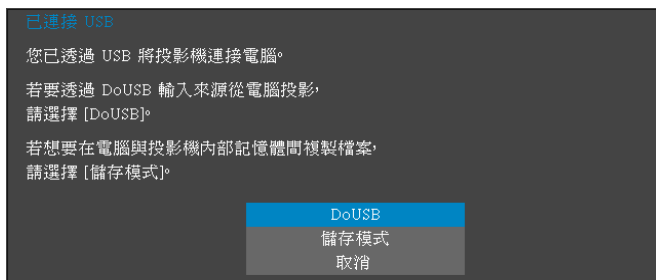 已連接 USB
您已透過 USB 將投影機連接電腦。
若要透過 DoUSB 輸入來源從電腦投影，
請選擇 [DoUSB]。
若想要在電腦與投影機內部記憶體間複製檔案，
請選擇 [儲存模式]。
DoUSB
儲存模式
取消